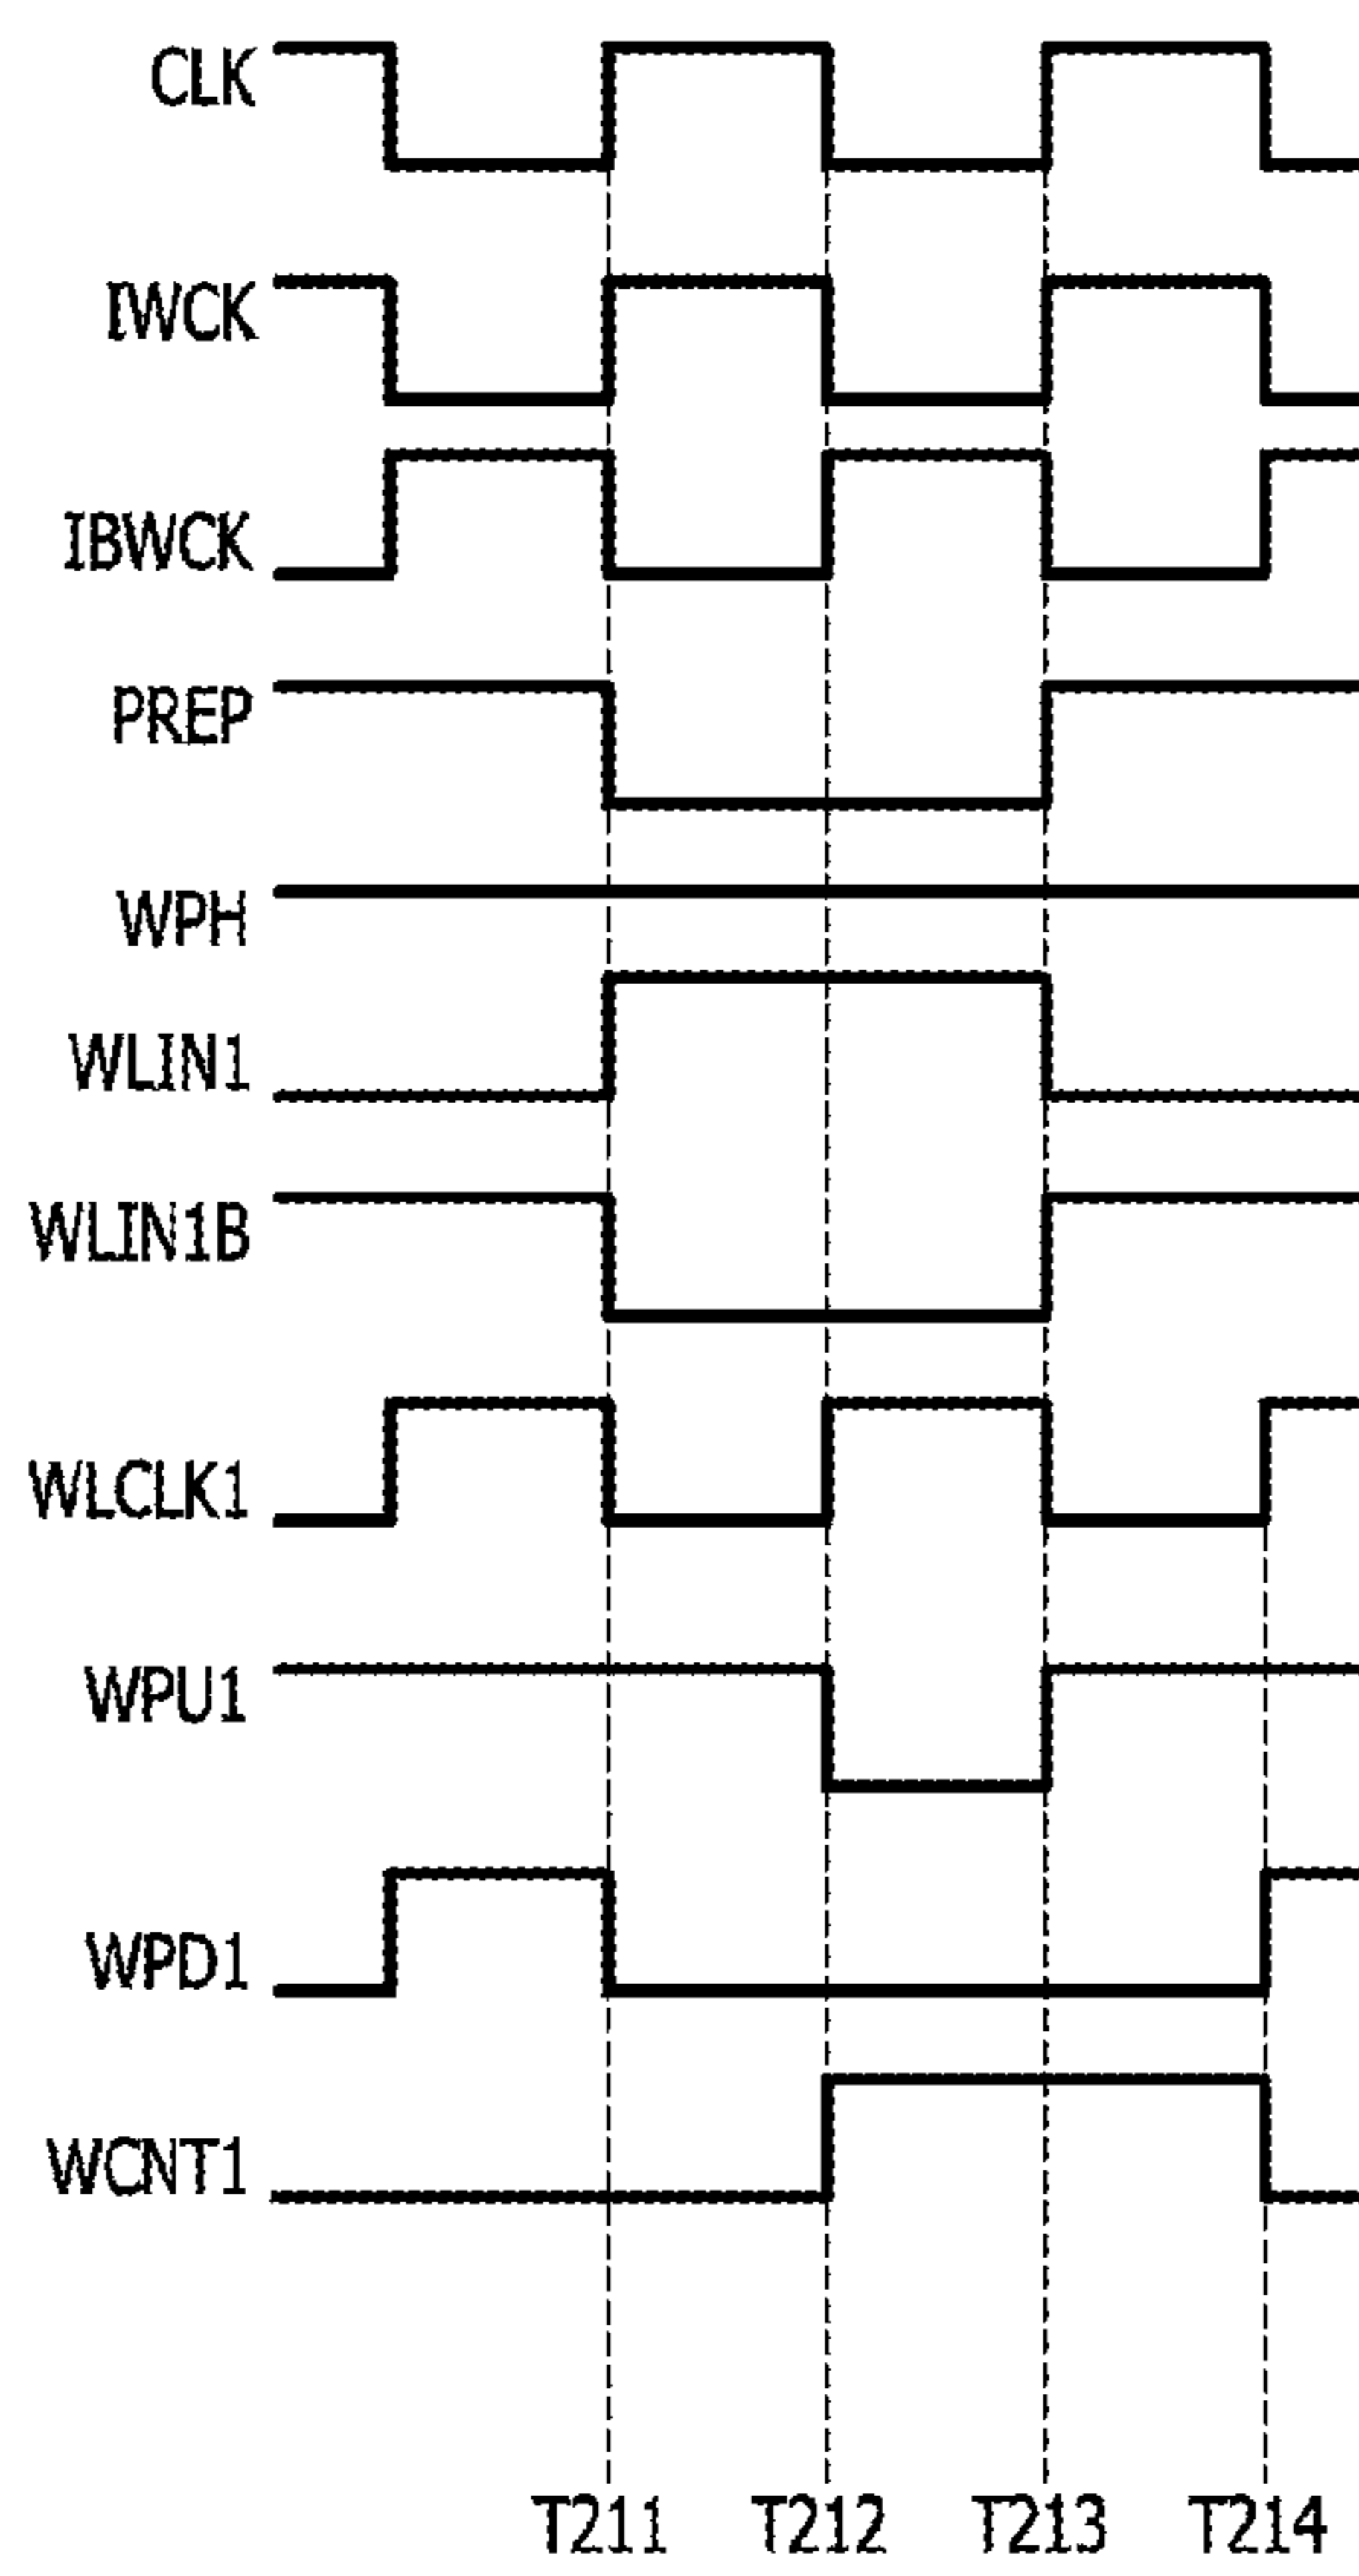 CLK
IWCK
IBWCK
PREP
WPH
WLIN1
WLIN1B
WLCLK1
WPU1
WPD1
WCNT1
T211 T212 T213 T214